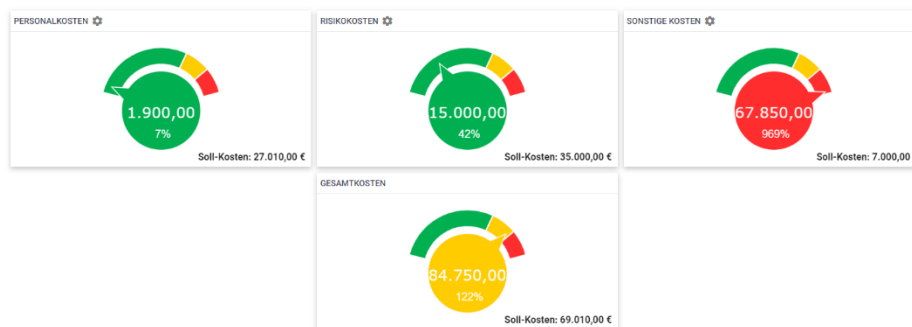 PERSONALKOSTEN
1.900,00
7%
Soll-Kosten: 27.010,00 €
RISIKOKOSTEN
15.000,00
42%
Soll-Kosten: 35.000,00 €
SONSTIGE KOSTEN
67.850,00
969%
Soll-Kosten: 7.000,00
GESAMTKOSTEN
84.750,00
122%
Soll-Kosten: 69.010,00 €